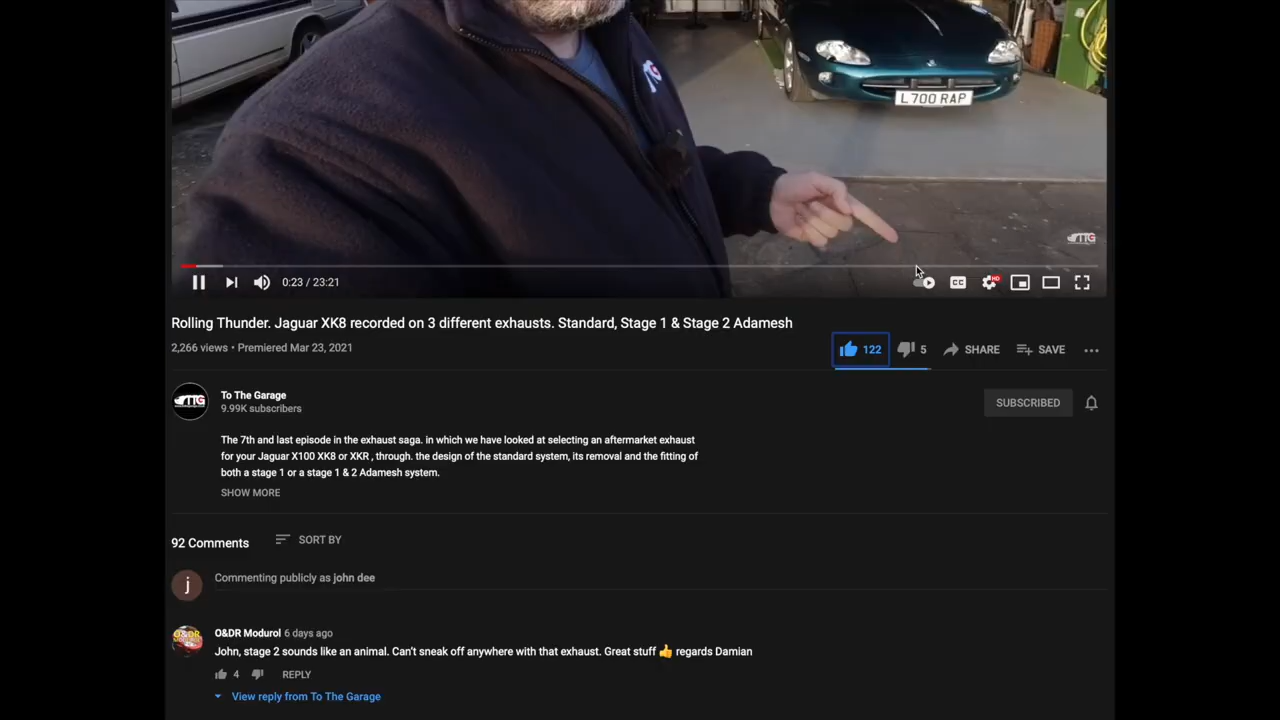 L700 RAP
TTG
0:23 / 23:21
CC
HD
Rolling Thunder. Jaguar XK8 recorded on 3 different exhausts. Standard, Stage 1 & Stage 2 Adamesh
2,266 views • Premiered Mar 23, 2021
122
5
SHARE
SAVE
TTG
To The Garage
9.99K subscribers
SUBSCRIBED
The 7th and last episode in the exhaust saga. in which we have looked at selecting an aftermarket exhaust
for your Jaguar X100 XK8 or XKR , through. the design of the standard system, its removal and the fitting of
both a stage 1 or a stage 1 & 2 Adamesh system.
SHOW MORE
92 Comments
SORT BY
j
Commenting publicly as john dee
O&DR
O&DR Modurol 6 days ago
John, stage 2 sounds like an animal. Can't sneak off anywhere with that exhaust. Great stuff 👍 regards Damian
4
REPLY
View reply from To The Garage